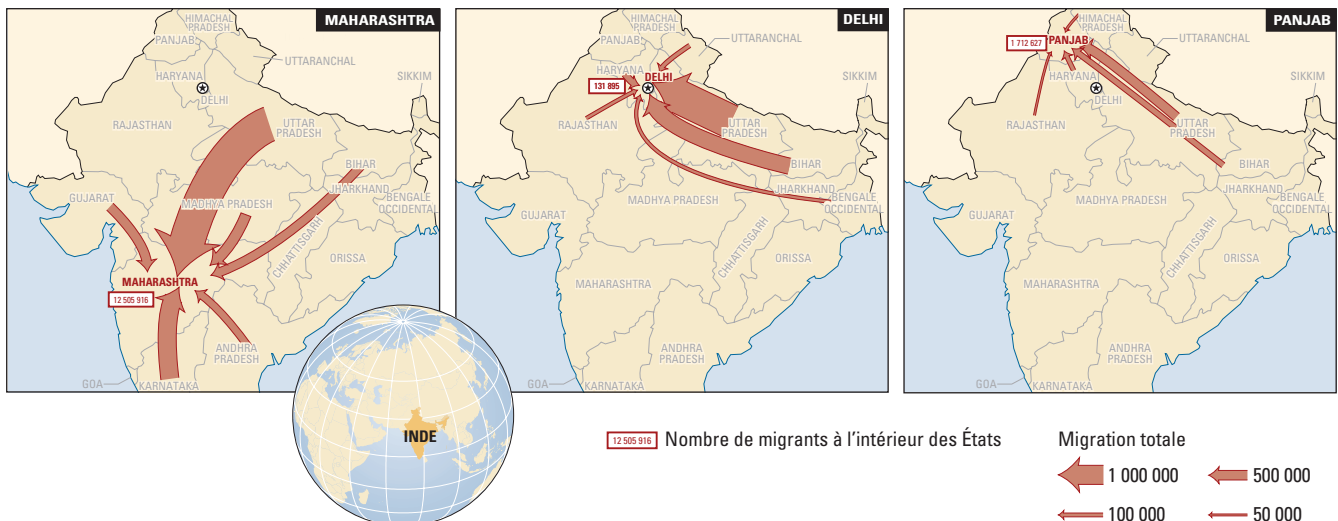 MAHARASHTRA
HIMACHAL
PRADESH
PANJAB
UTTARANCHAL
HARYANA
DELHI
SIKKIM
RAJASTHAN
UTTAR
PRADESH
BIHAR
JHARKHAND
GUJARAT
MADHYA PRADESH
BENGALE
OCCIDENTAL
CHHATTISGARH
ORISSA
MAHARASHTRA
12 505 916
ANDHRA
PRADESH
GOA
KARNATAKA
DELHI
HIMACHAL
PRADESH
PANJAB
UTTARANCHAL
HARYANA
DELHI
131 895
SIKKIM
RAJASTHAN
UTTAR
PRADESH
BIHAR
JHARKHAND
GUJARAT
MADHYA PRADESH
BENGALE
OCCIDENTAL
CHHATTISGARH
ORISSA
MAHARASHTRA
ANDHRA
PRADESH
GOA
KARNATAKA
PANJAB
HIMACHAL
PRADESH
1 712 627
PANJAB
UTTARANCHAL
HARYANA
DELHI
SIKKIM
RAJASTHAN
UTTAR
PRADESH
BIHAR
JHARKHAND
GUJARAT
MADHYA PRADESH
BENGALE
OCCIDENTAL
CHHATTISGARH
ORISSA
MAHARASHTRA
ANDHRA
PRADESH
GOA
KARNATAKA
INDE
12 505 916 Nombre de migrants à l'intérieur des États
Migration totale
1 000 000
500 000
100 000
50 000